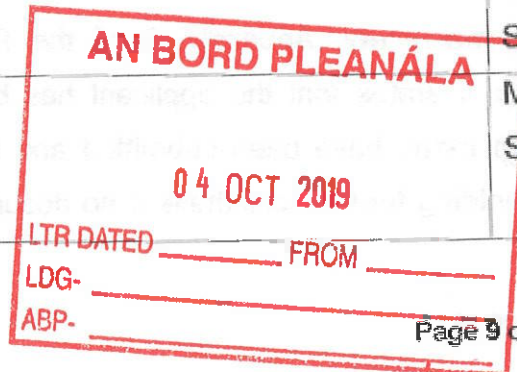 S
AN BORD PLEANÁLA
M
S
04 OCT 2019
LTR DATED FROM
LDG-
ABP-
Page 9 o